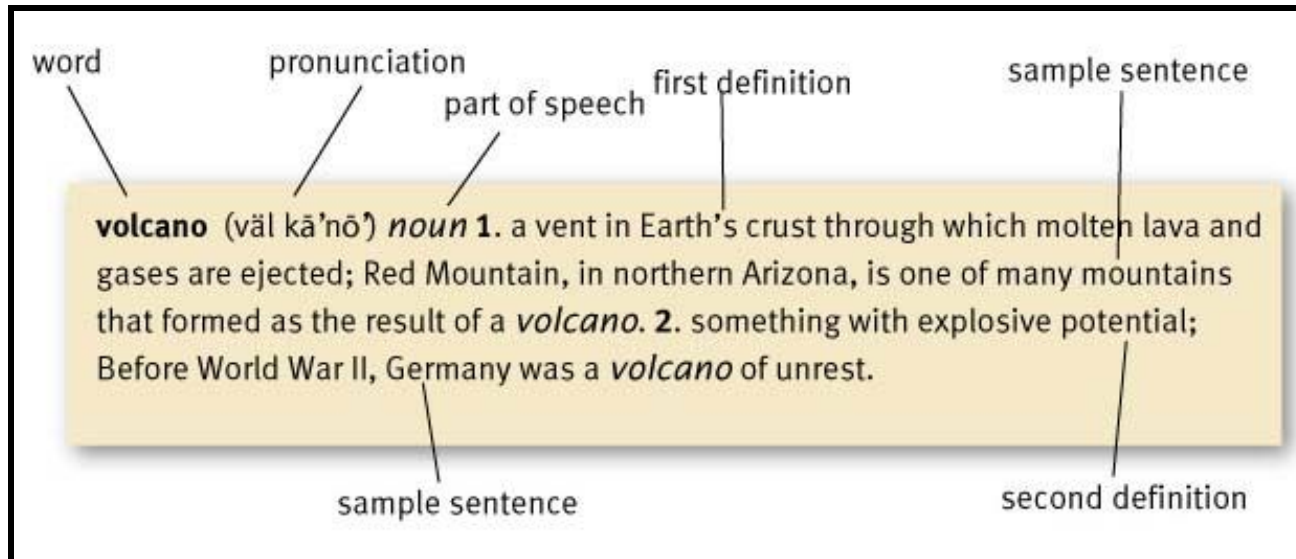 word
pronunciation
part of speech
first definition
sample sentence
volcano (väl kā'nō') noun 1. a vent in Earth's crust through which molten lava and
gases are ejected; Red Mountain, in northern Arizona, is one of many mountains
that formed as the result of a volcano. 2. something with explosive potential;
Before World War II, Germany was a volcano of unrest.
sample sentence
second definition